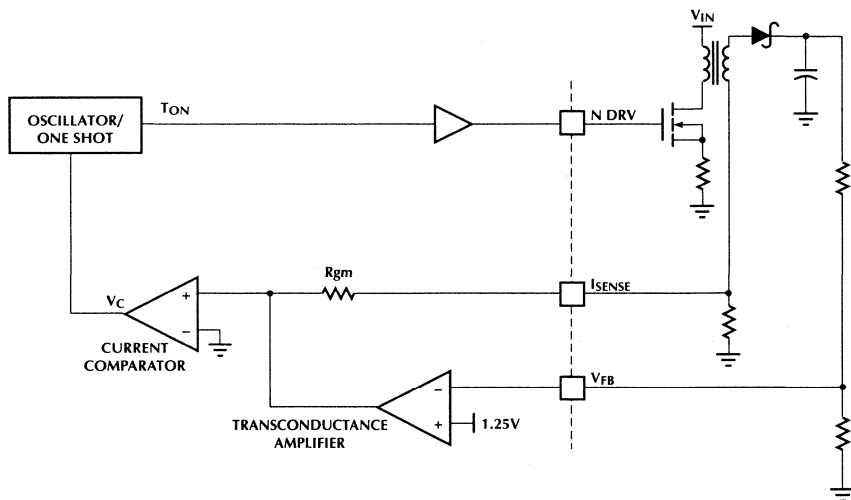 VIN
OSCILLATOR/
ONE SHOT
TON
N DRV
Rgm
ISENSE
VC
+
−
CURRENT
COMPARATOR
VFB
−
+
1.25V
TRANSCONDUCTANCE
AMPLIFIER